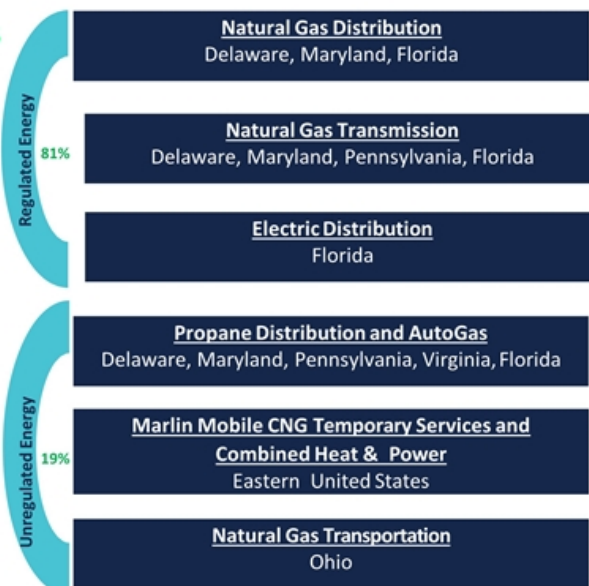 Natural Gas Distribution
Delaware, Maryland, Florida
Regulated Energy
81%
Natural Gas Transmission
Delaware, Maryland, Pennsylvania, Florida
Electric Distribution
Florida
Propane Distribution and AutoGas
Delaware, Maryland, Pennsylvania, Virginia, Florida
Unregulated Energy
19%
Marlin Mobile CNG Temporary Services and
Combined Heat & Power
Eastern United States
Natural Gas Transportation
Ohio